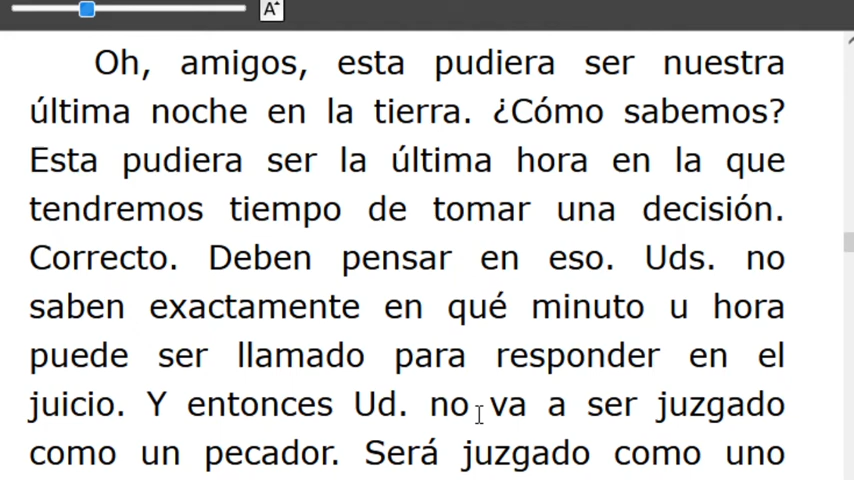 A
Oh, amigos, esta pudiera ser nuestra
última noche en la tierra. ¿Cómo sabemos?
Esta pudiera ser la última hora en la que
tendremos tiempo de tomar una decisión.
Correcto. Deben pensar en eso. Uds. no
saben exactamente en qué minuto u hora
puede ser llamado para responder en el
juicio. Y entonces Ud. no va a ser juzgado
como un pecador. Será juzgado como uno